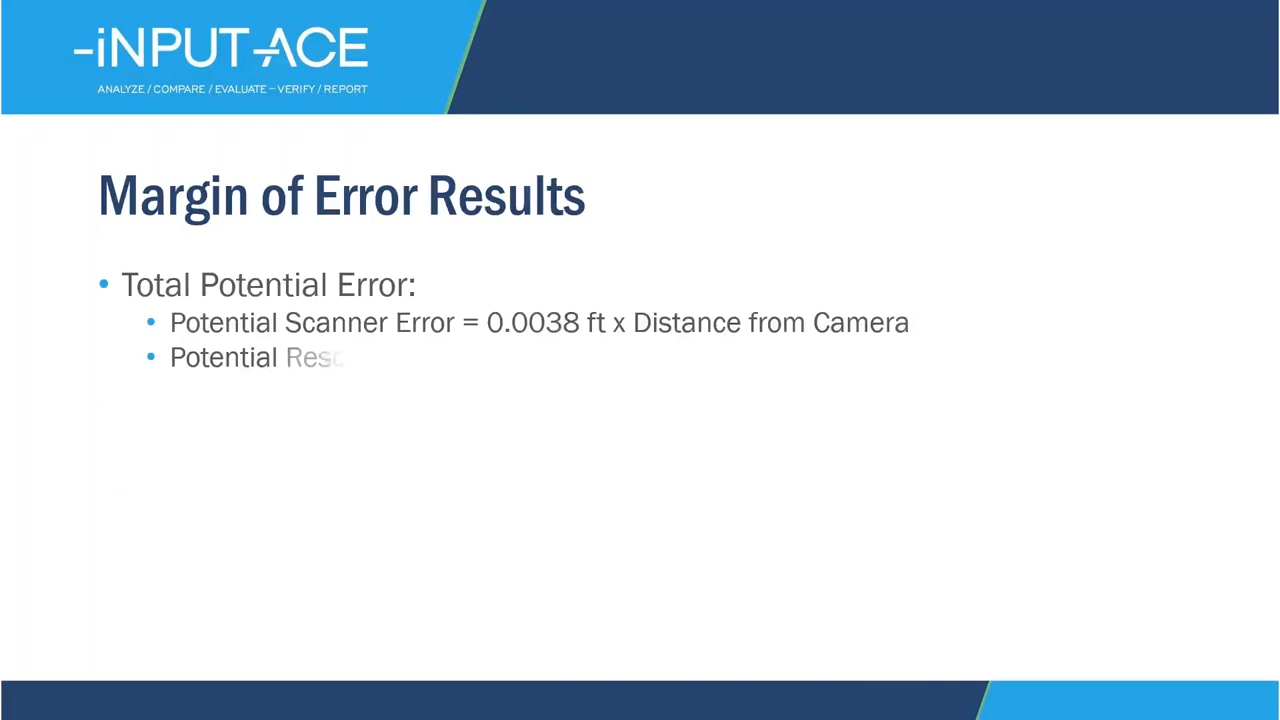 -iNPUT-ACE
ANALYZE / COMPARE / EVALUATE – VERIFY / REPORT
Margin of Error Results
• Total Potential Error:
• Potential Scanner Error = 0.0038 ft x Distance from Camera
• Potential